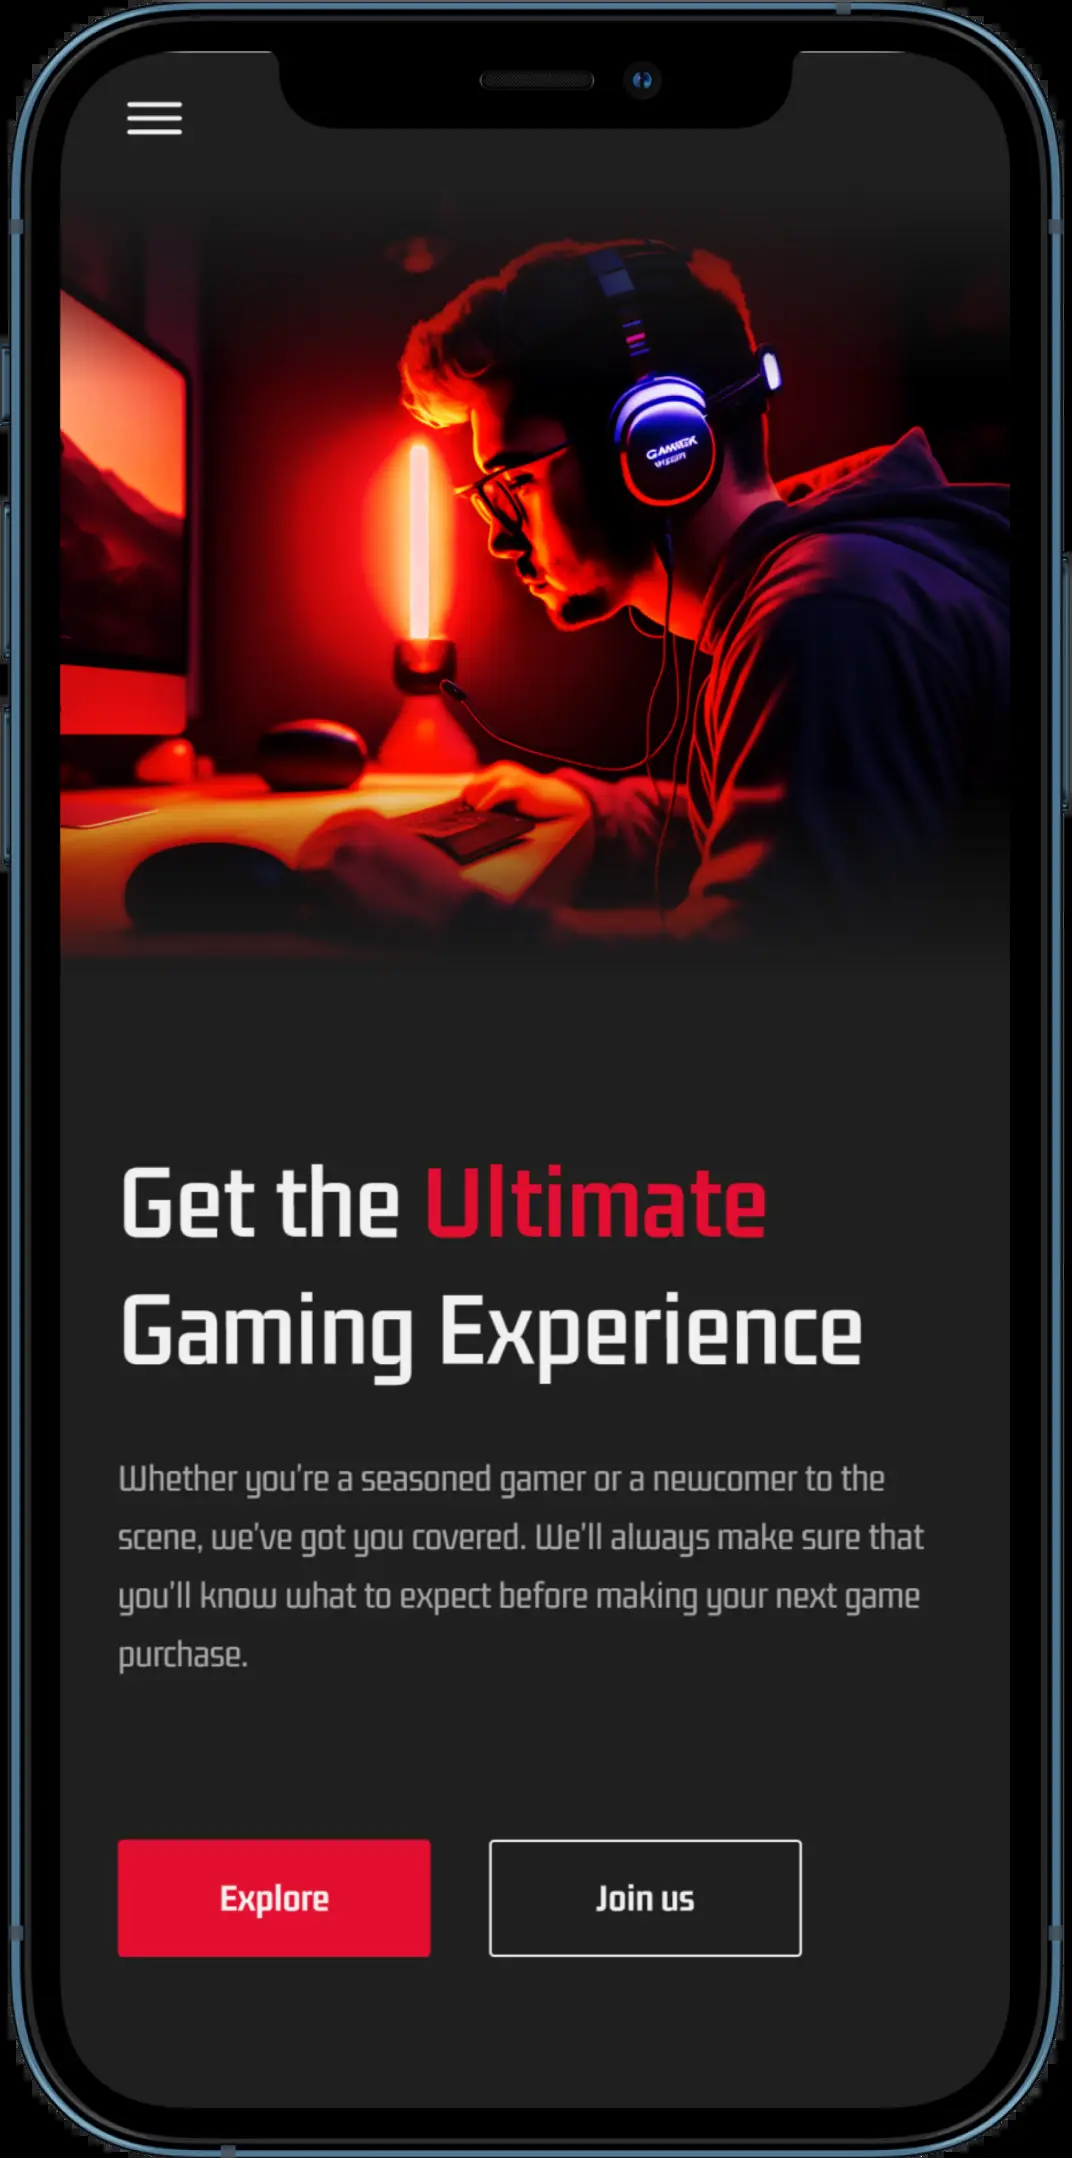 Get the Ultimate
Gaming Experience
Whether you're a seasoned gamer or a newcomer to the
scene, we've got you covered. We'll always make sure that
you'll know what to expect before making your next game
purchase.
Explore
Join us